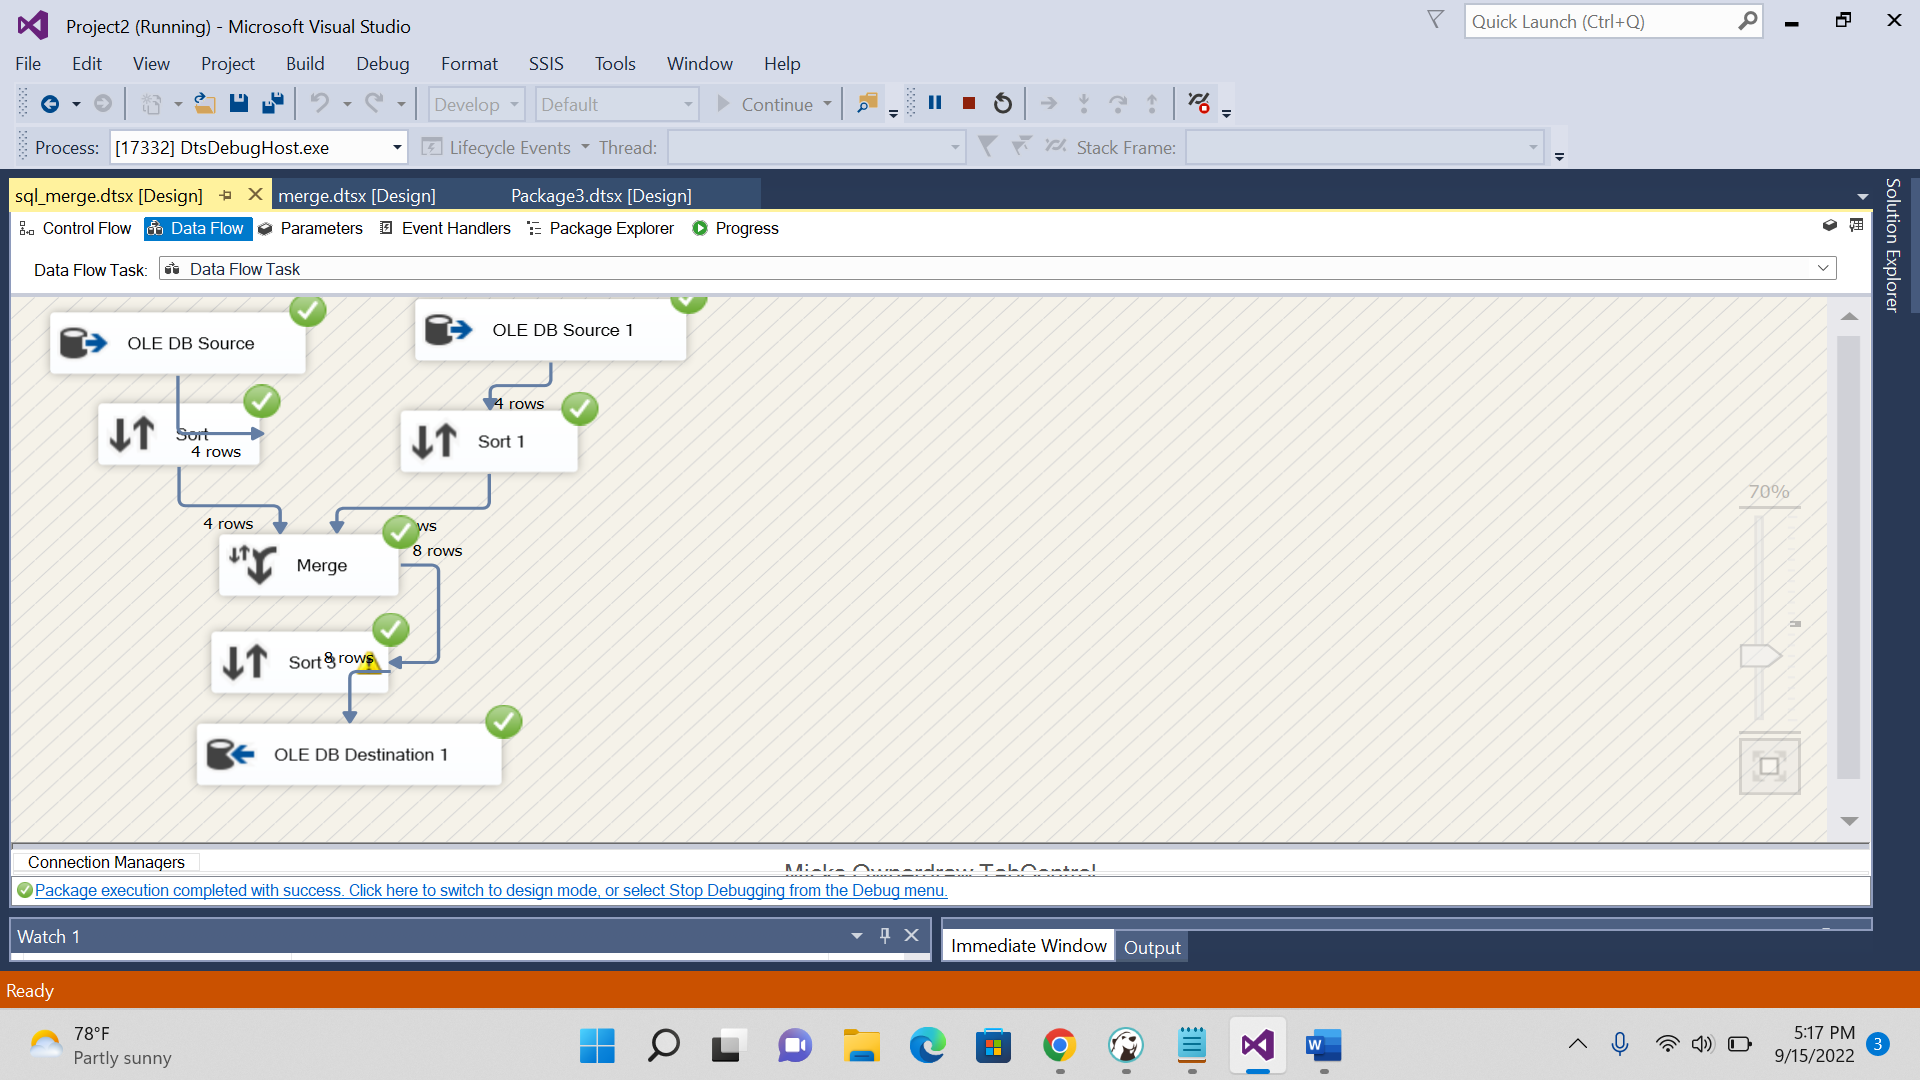 Project2 (Running) - Microsoft Visual Studio
Quick Launch (Ctrl+Q)
File Edit View Project Build Debug Format SSIS Tools Window Help
Develop Default Continue
Process: [17332] DtsDebugHost.exe Lifecycle Events Thread: Stack Frame:
sql_merge.dtsx [Design] merge.dtsx [Design] Package3.dtsx [Design]
Solution Explorer
Control Flow Data Flow Parameters Event Handlers Package Explorer Progress
Data Flow Task: Data Flow Task
OLE DB Source
OLE DB Source 1
4 rows
Sort
4 rows
Sort 1
4 rows
ws
8 rows
Merge
Sort 3
8 rows
OLE DB Destination 1
70%
Connection Managers
Micks Ownerdraw TabControl
Package execution completed with success. Click here to switch to design mode, or select Stop Debugging from the Debug menu.
Watch 1
Immediate Window Output
Ready
78°F
Partly sunny
W
5:17 PM
9/15/2022
3